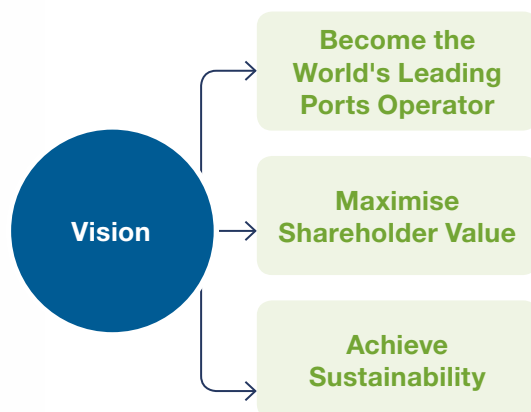 Vision
Become the
World's Leading
Ports Operator
Maximise
Shareholder Value
Achieve
Sustainability